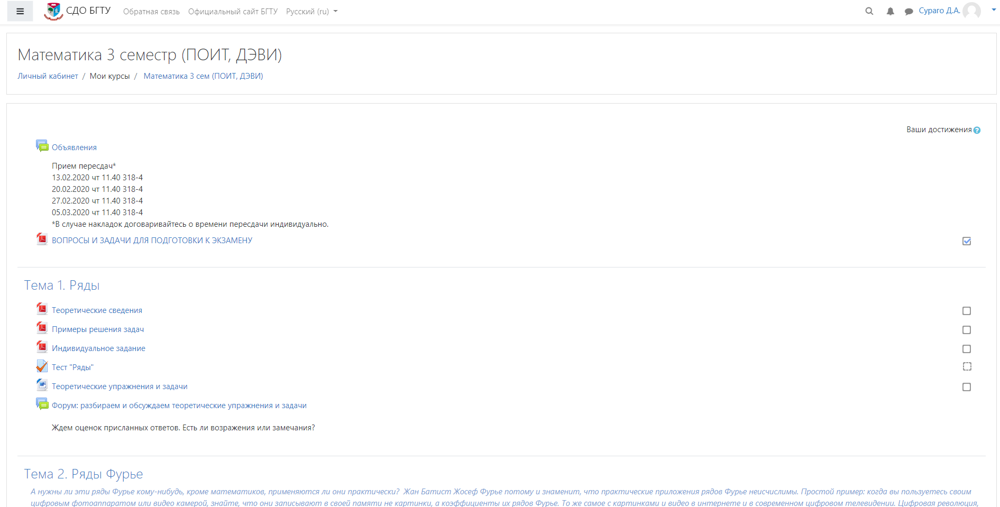 СДО БГТУ Обратная связь Официальный сайт БГТУ Русский (ru) Сураго Д.А.
Математика 3 семестр (ПОИТ, ДЭВИ)
Личный кабинет / Мои курсы / Математика 3 сем (ПОИТ, ДЭВИ)
Ваши достижения
Объявления
Прием пересдач*
13.02.2020 чт 11.40 318-4
20.02.2020 чт 11.40 318-4
27.02.2020 чт 11.40 318-4
05.03.2020 чт 11.40 318-4
*В случае накладок договаривайтесь о времени пересдачи индивидуально.
ВОПРОСЫ И ЗАДАЧИ ДЛЯ ПОДГОТОВКИ К ЭКЗАМЕНУ
Тема 1. Ряды
Теоретические сведения
Примеры решения задач
Индивидуальное задание
Тест "Ряды"
Теоретические упражнения и задачи
Форум: разбираем и обсуждаем теоретические упражнения и задачи
Ждем оценок присланных ответов. Есть ли возражения или замечания?
Тема 2. Ряды Фурье
А нужны ли эти ряды Фурье кому-нибудь, кроме математиков, применяются ли они практически? Жан Батист Жосеф Фурье потому и знаменит, что практические приложения рядов Фурье неисчислимы. Простой пример: когда вы пользуетесь своим
цифровым фотоаппаратом или видео камерой, знайте, что они записывают в своей памяти не картинки, а коэффициенты их рядов Фурье. То же самое с картинками и видео в интернете и в современном цифровом телевидении. Цифровая революция,